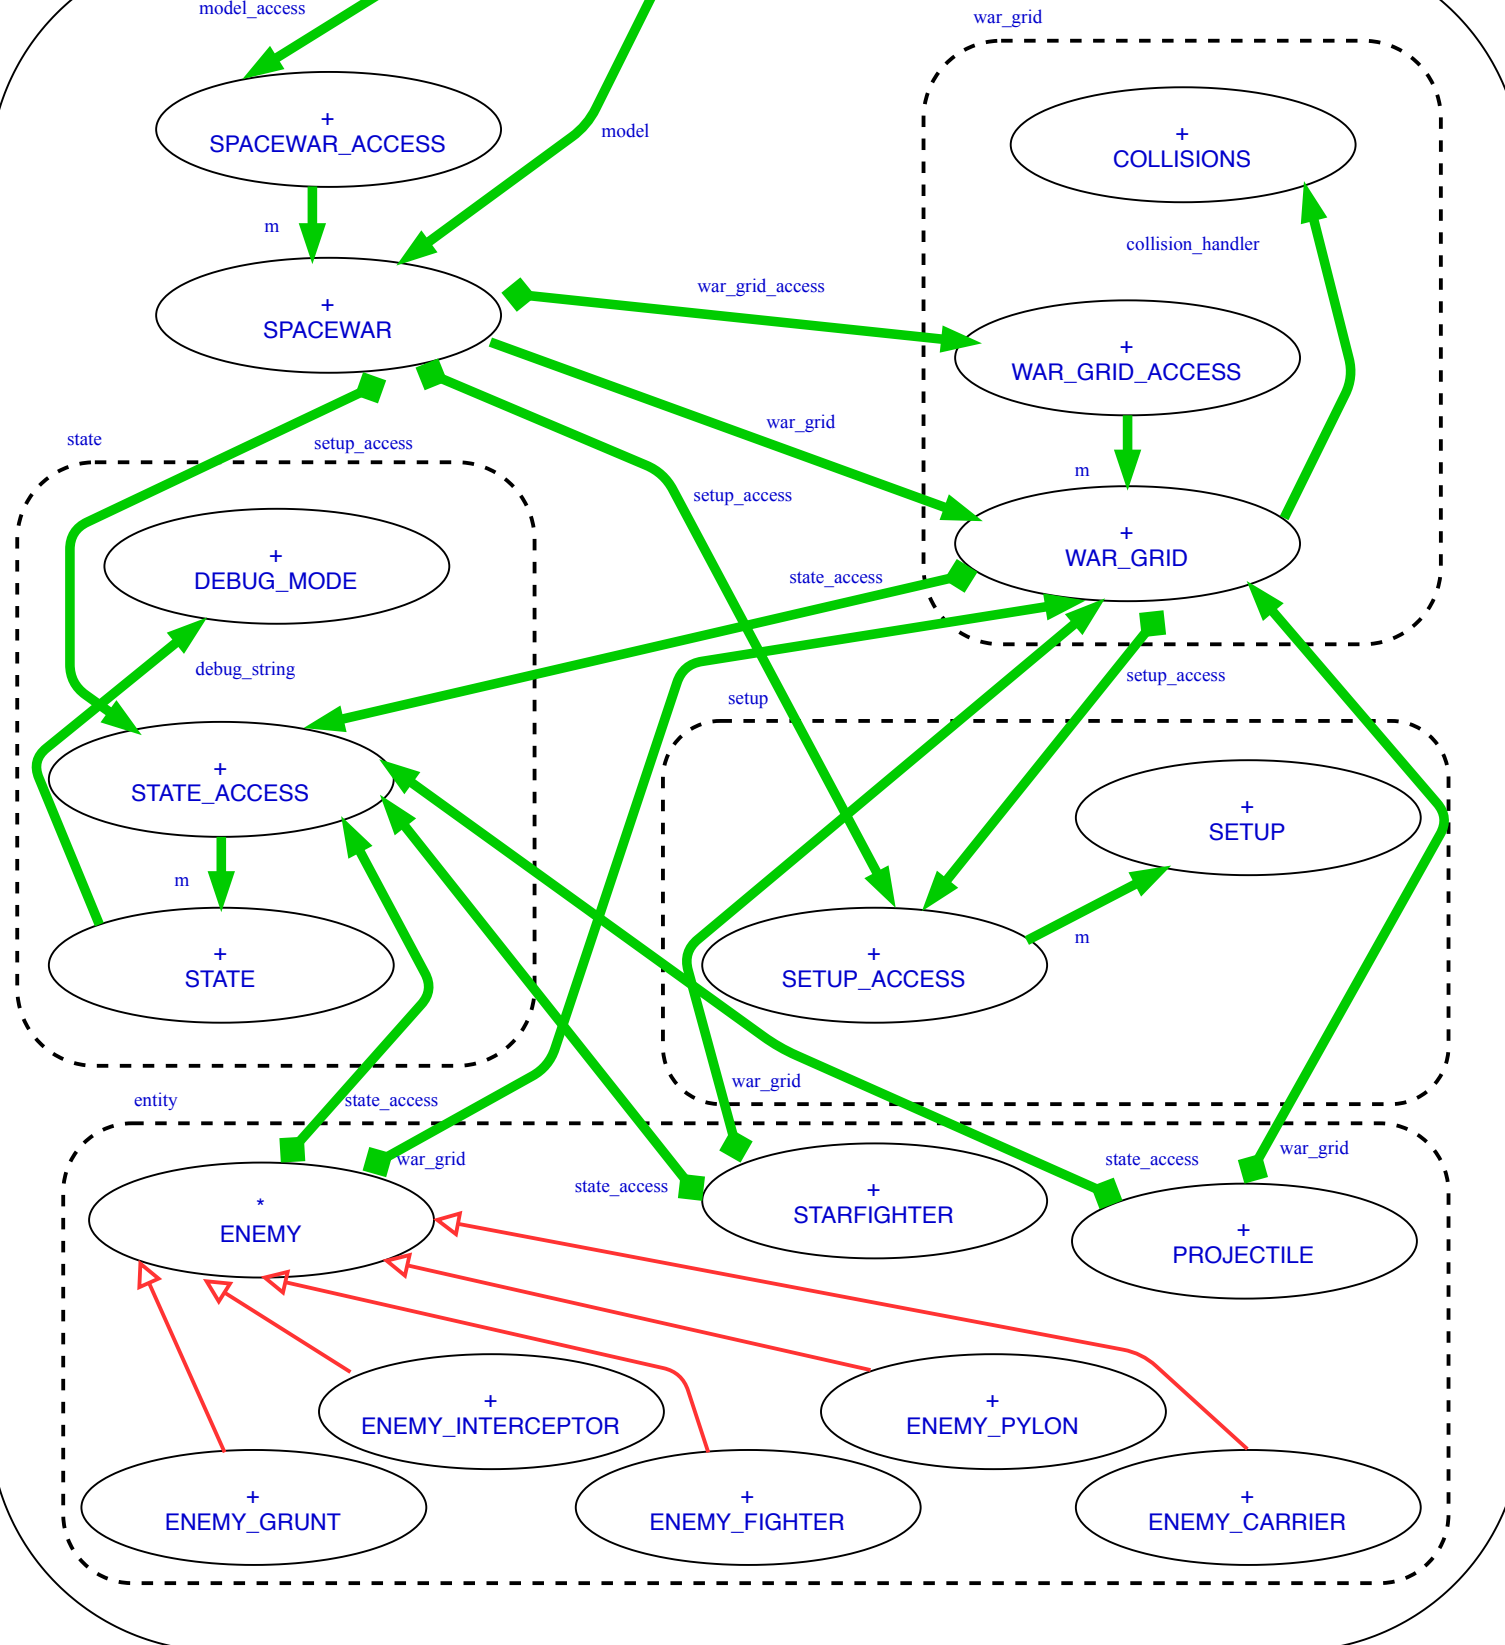 model_access
war_grid
+
SPACEWAR_ACCESS
model
+
COLLISIONS
m
collision_handler
+
SPACEWAR
war_grid_access
+
WAR_GRID_ACCESS
war_grid
state
setup_access
m
setup_access
+
DEBUG_MODE
+
WAR_GRID
state_access
debug_string
setup_access
setup
+
STATE_ACCESS
+
SETUP
m
+
STATE
+
SETUP_ACCESS
m
war_grid
entity
state_access
war_grid
state_access
war_grid
state_access
*
ENEMY
+
STARFIGHTER
+
PROJECTILE
+
ENEMY_INTERCEPTOR
+
ENEMY_PYLON
+
ENEMY_GRUNT
+
ENEMY_FIGHTER
+
ENEMY_CARRIER